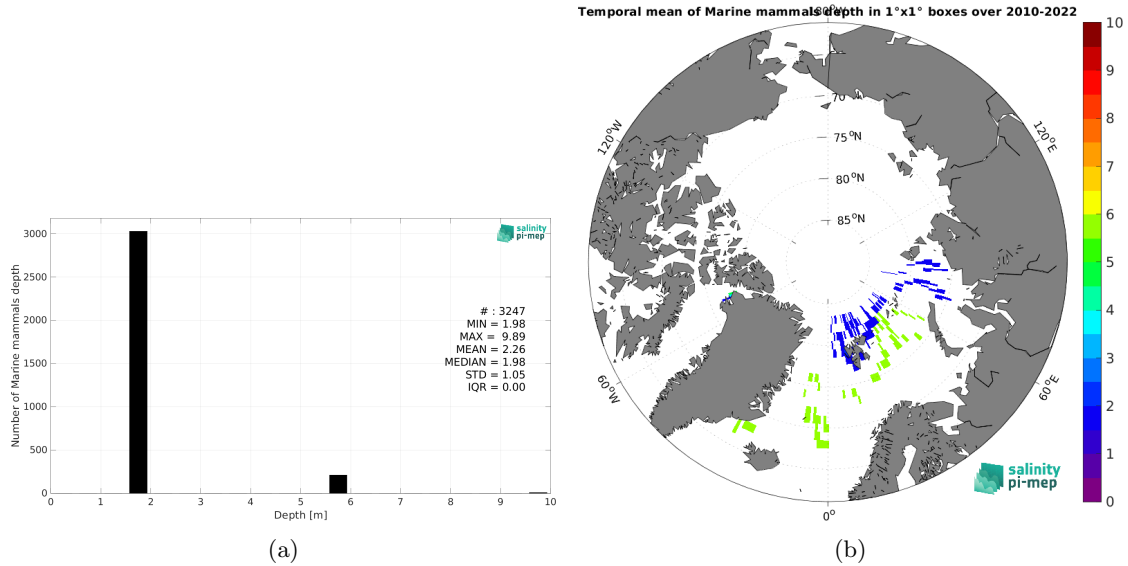 Temporal mean of Marine mammals depth in 1°x1° boxes over 2010-2022
180°W
Number of Marine mammals depth
3000
2500
2000
1500
1000
500
0
salinity
pi-mep
# : 3247
MIN = 1.98
MAX = 9.89
MEAN = 2.26
MEDIAN = 1.98
STD = 1.05
IQR = 0.00
0 1 2 3 4 5 6 7 8 9 10
Depth [m]
(a)
120°W
120°E
70°N
75°N
80°N
85°N
60°W
60°E
0°
salinity
pi-mep
10
9
8
7
6
5
4
3
2
1
0
(b)